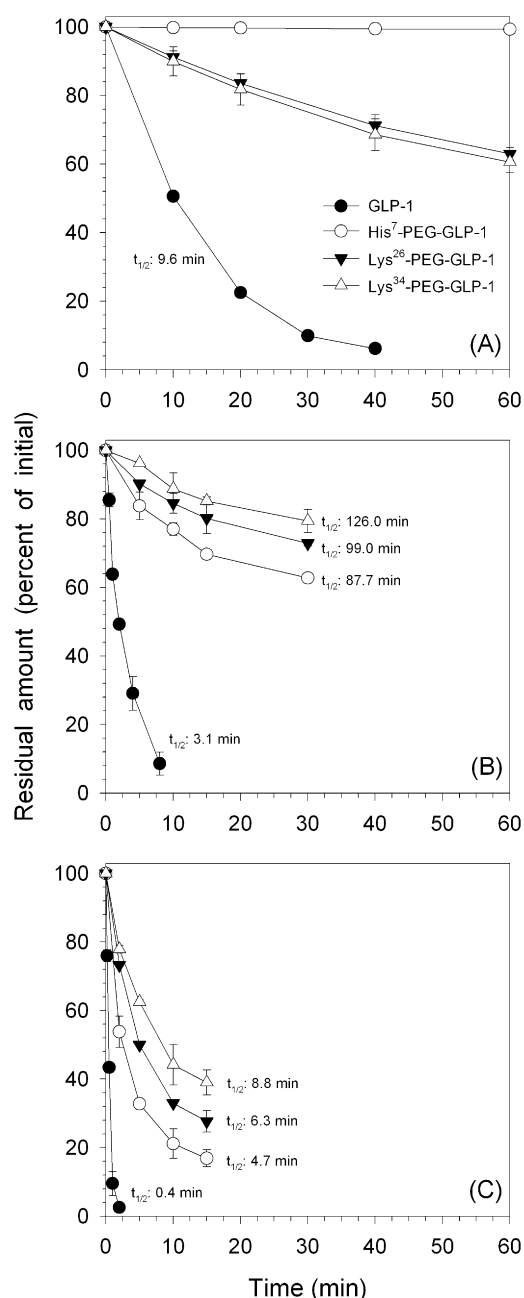 100
80
60
40
20
0
GLP-1
His7-PEG-GLP-1
Lys26-PEG-GLP-1
Lys34-PEG-GLP-1
t1/2: 9.6 min
(A)
0 10 20 30 40 60
Residual amount (percent of initial)
100
80
60
40
20
0
t1/2: 126.0 min
t1/2: 99.0 min
t1/2: 87.7 min
t1/2: 3.1 min
(B)
0 10 20 30 40 60
100
80
60
40
20
0
t1/2: 8.8 min
t1/2: 6.3 min
t1/2: 4.7 min
t1/2: 0.4 min
(C)
0 10 20 30 40 60
Time (min)